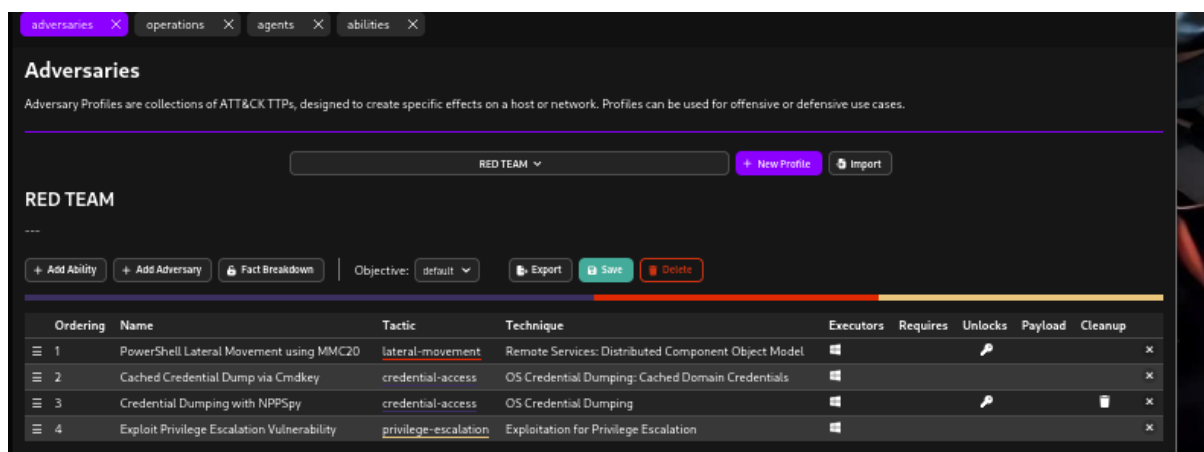 adversaries X operations X agents X abilities X
Adversaries
Adversary Profiles are collections of ATT&CK TTPs, designed to create specific effects on a host or network. Profiles can be used for offensive or defensive use cases.
RED TEAM + New Profile Import
RED TEAM
---
+ Add Ability + Add Adversary Fact Breakdown Objective: default Export Save Delete
Ordering Name Tactic Technique Executors Requires Unlocks Payload Cleanup
1 PowerShell Lateral Movement using MMC20 lateral-movement Remote Services: Distributed Component Object Model
2 Cached Credential Dump via Cmdkey credential-access OS Credential Dumping: Cached Domain Credentials
3 Credential Dumping with NPPSpy credential-access OS Credential Dumping
4 Exploit Privilege Escalation Vulnerability privilege-escalation Exploitation for Privilege Escalation